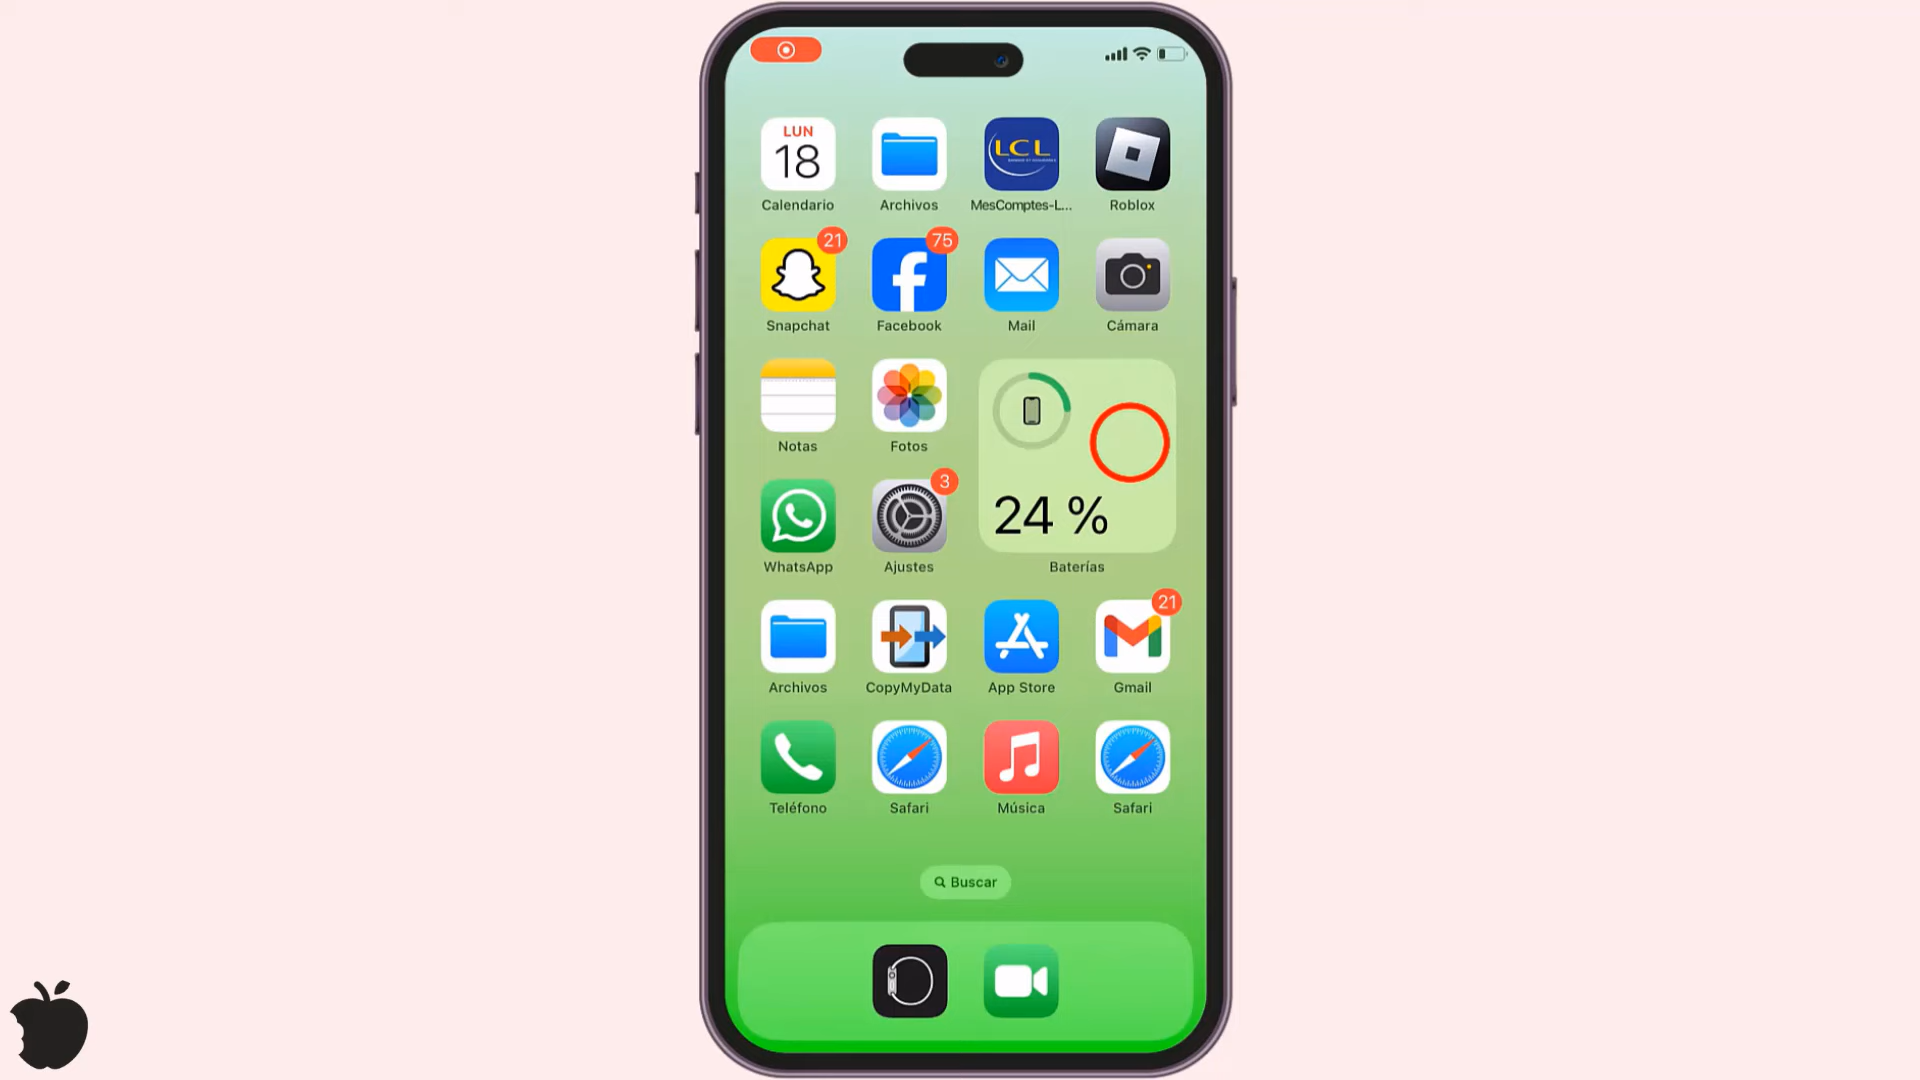 LUN
18
Calendario
Archivos
LCL
MesComptes-L...
Roblox
21
Snapchat
75
Facebook
Mail
Cámara
Notas
Fotos
24 %
Baterías
WhatsApp
3
Ajustes
Archivos
CopyMyData
App Store
21
Gmail
Teléfono
Safari
Música
Safari
Buscar